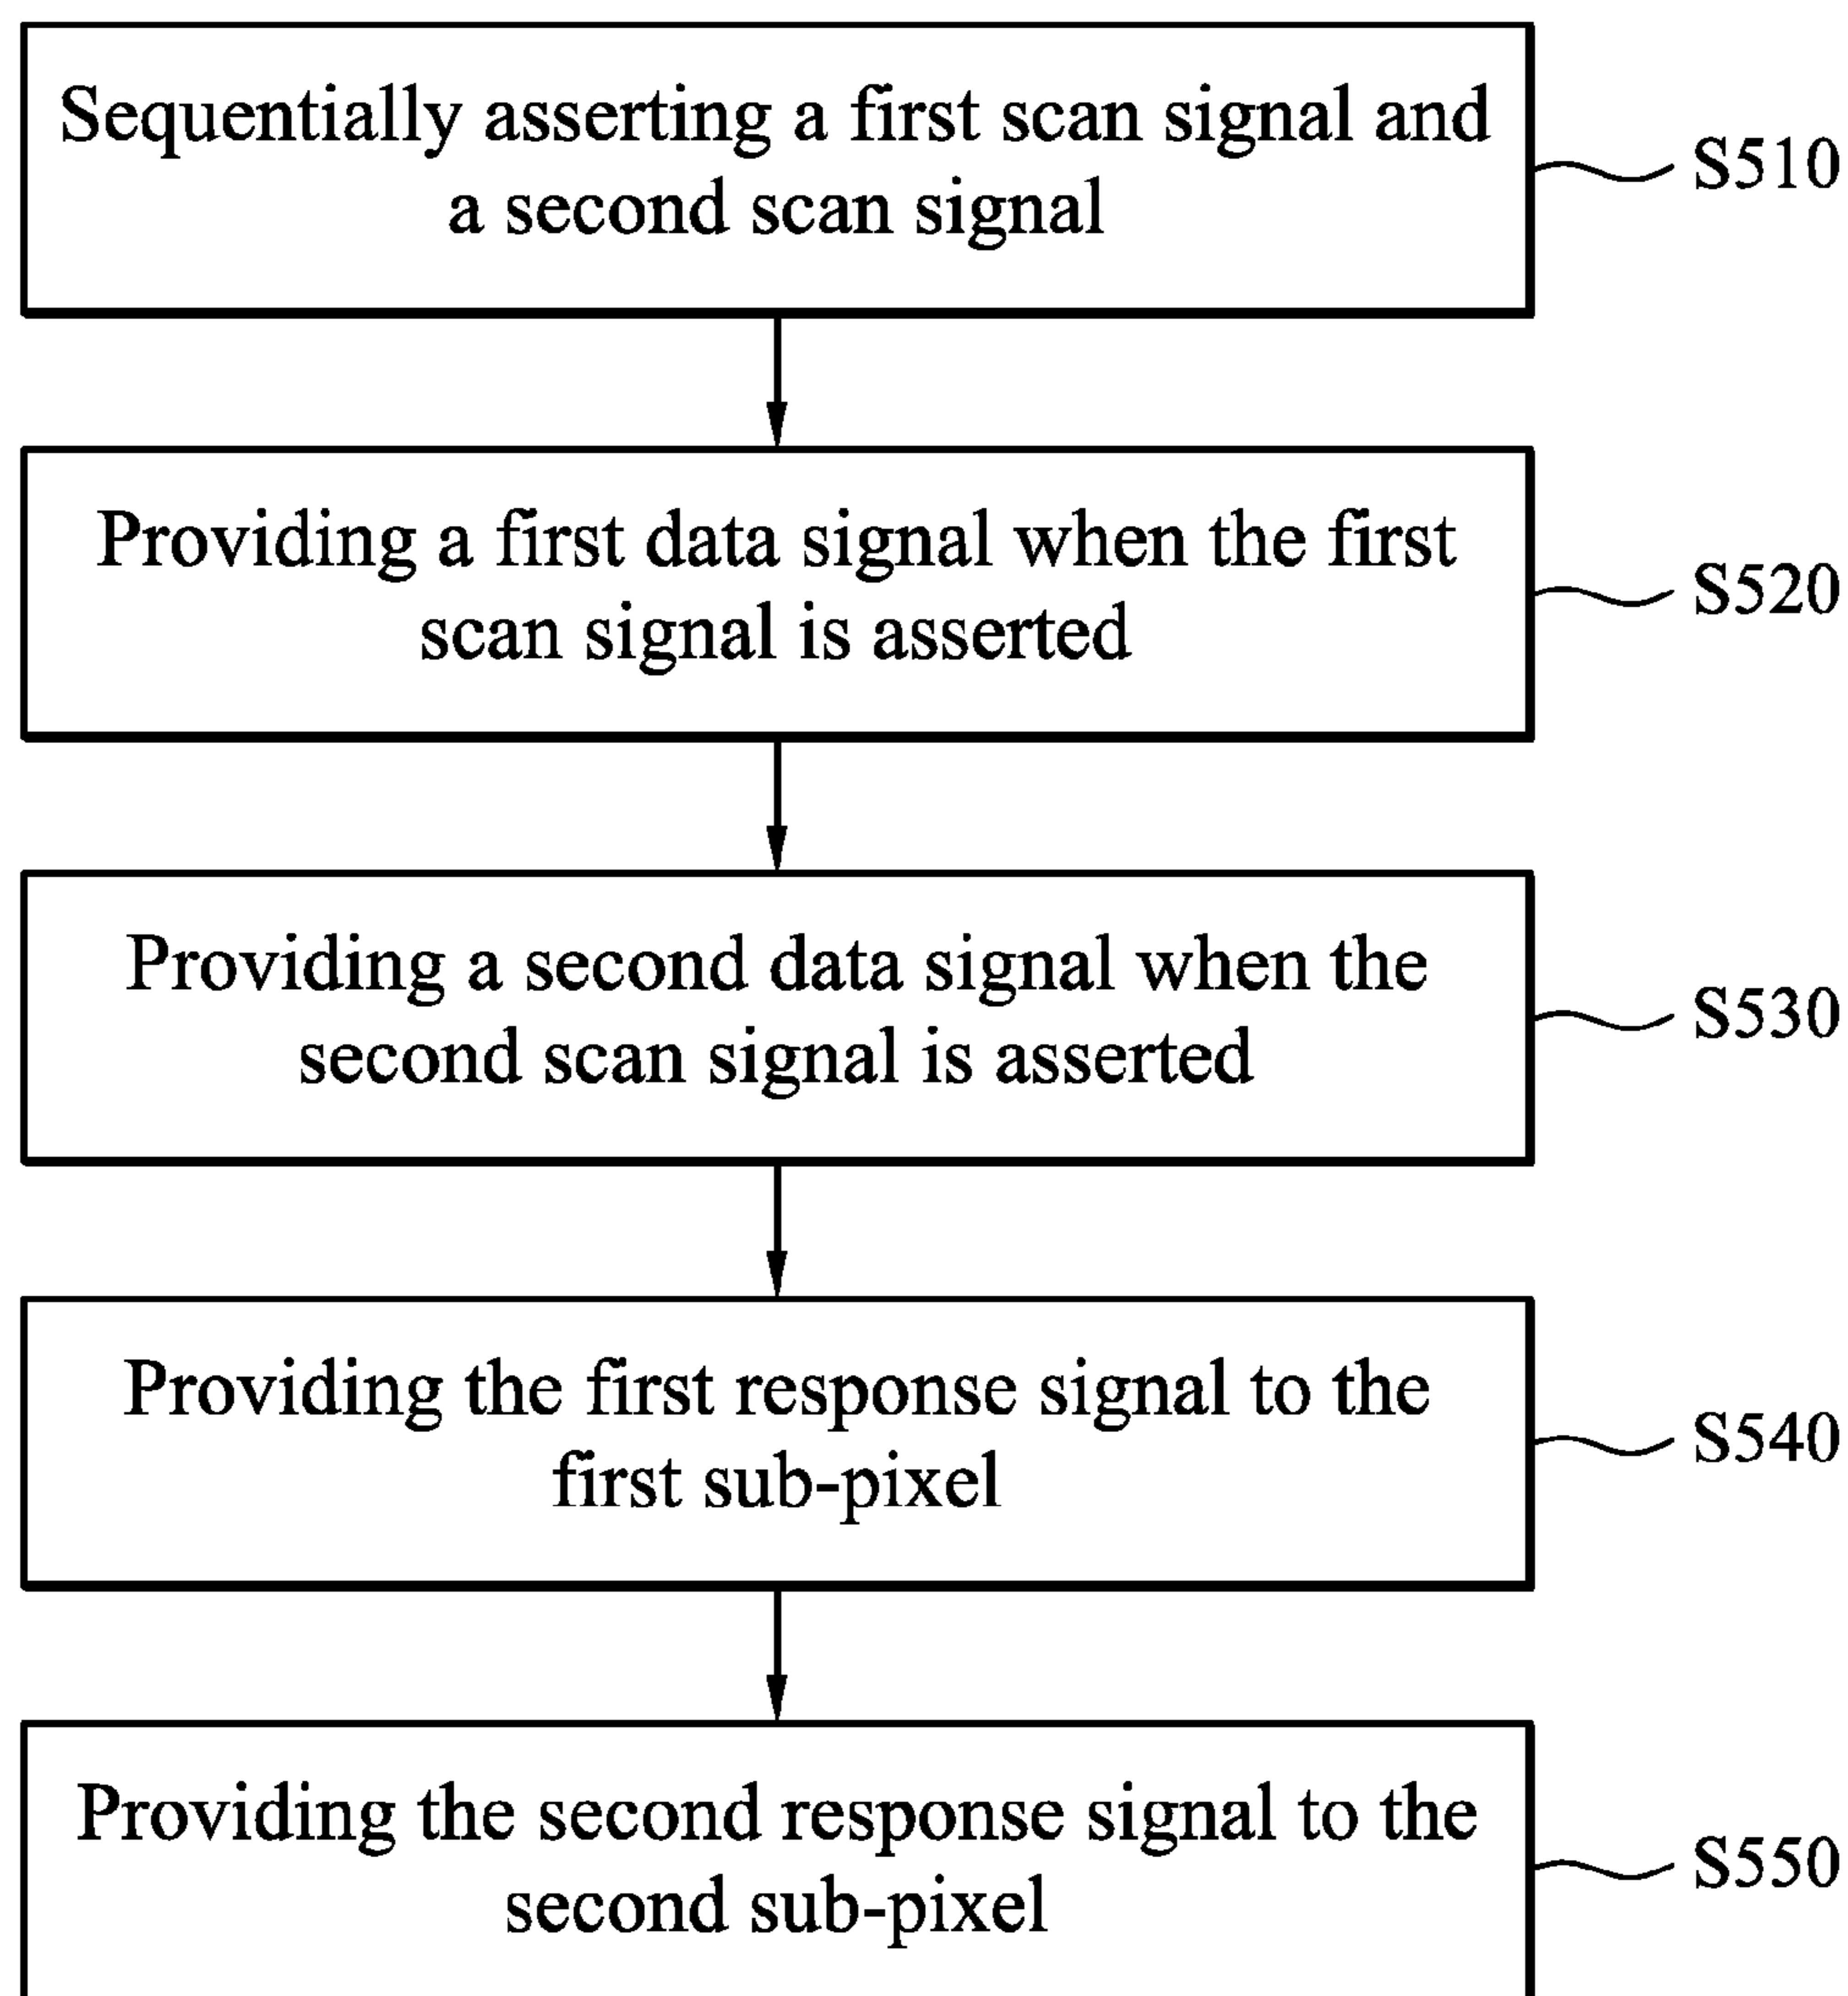 Sequentially asserting a first scan signal and
a second scan signal
S510
Providing a first data signal when the first
scan signal is asserted
S520
Providing a second data signal when the
second scan signal is asserted
S530
Providing the first response signal to the
first sub-pixel
S540
Providing the second response signal to the
second sub-pixel
S550